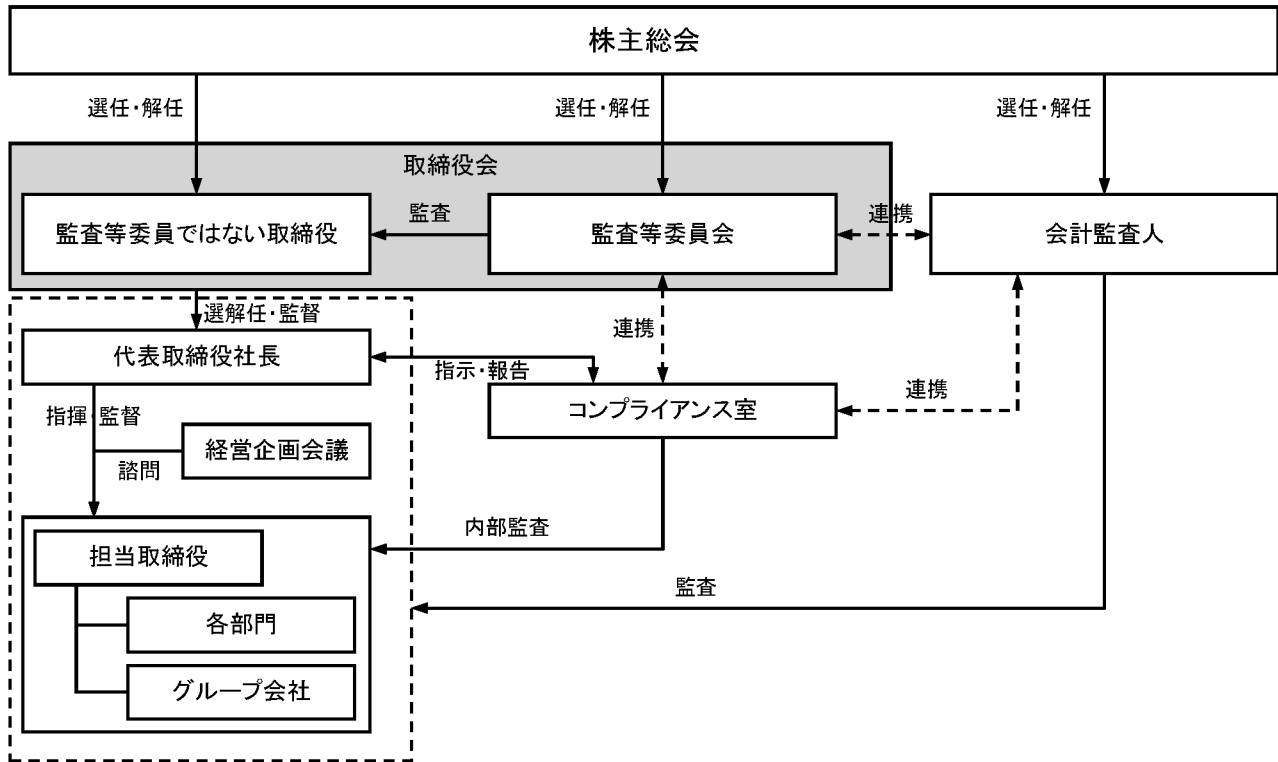 株主総会
選任・解任
選任・解任
選任・解任
取締役会
監査等委員ではない取締役
監査
監査等委員会
連携
会計監査人
選解任・監督
代表取締役社長
連携
指示・報告
コンプライアンス室
連携
指揮・監督
経営企画会議
諮問
内部監査
担当取締役
監査
各部門
グループ会社